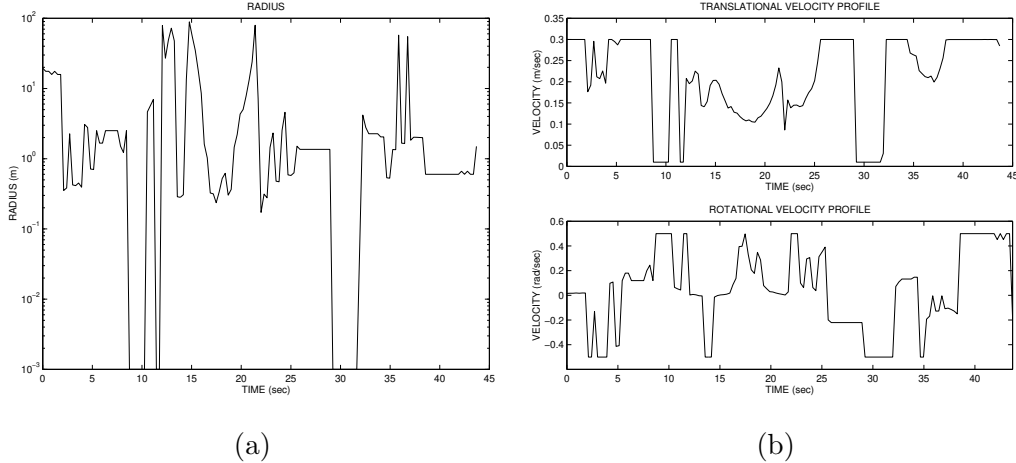 RADIUS
RADIUS (m)
10^2
10^1
10^0
10^-1
10^-2
10^-3
0 5 10 15 20 25 30 35 40 45
TIME (sec)
(a)
TRANSLATIONAL VELOCITY PROFILE
VELOCITY (m/sec)
0.35
0.3
0.25
0.2
0.15
0.1
0.05
0
0 5 10 15 20 25 30 35 40 45
TIME (sec)
ROTATIONAL VELOCITY PROFILE
VELOCITY (rad/sec)
0.6
0.4
0.2
0
-0.2
-0.4
0 5 10 15 20 25 30 35 40
TIME (sec)
(b)